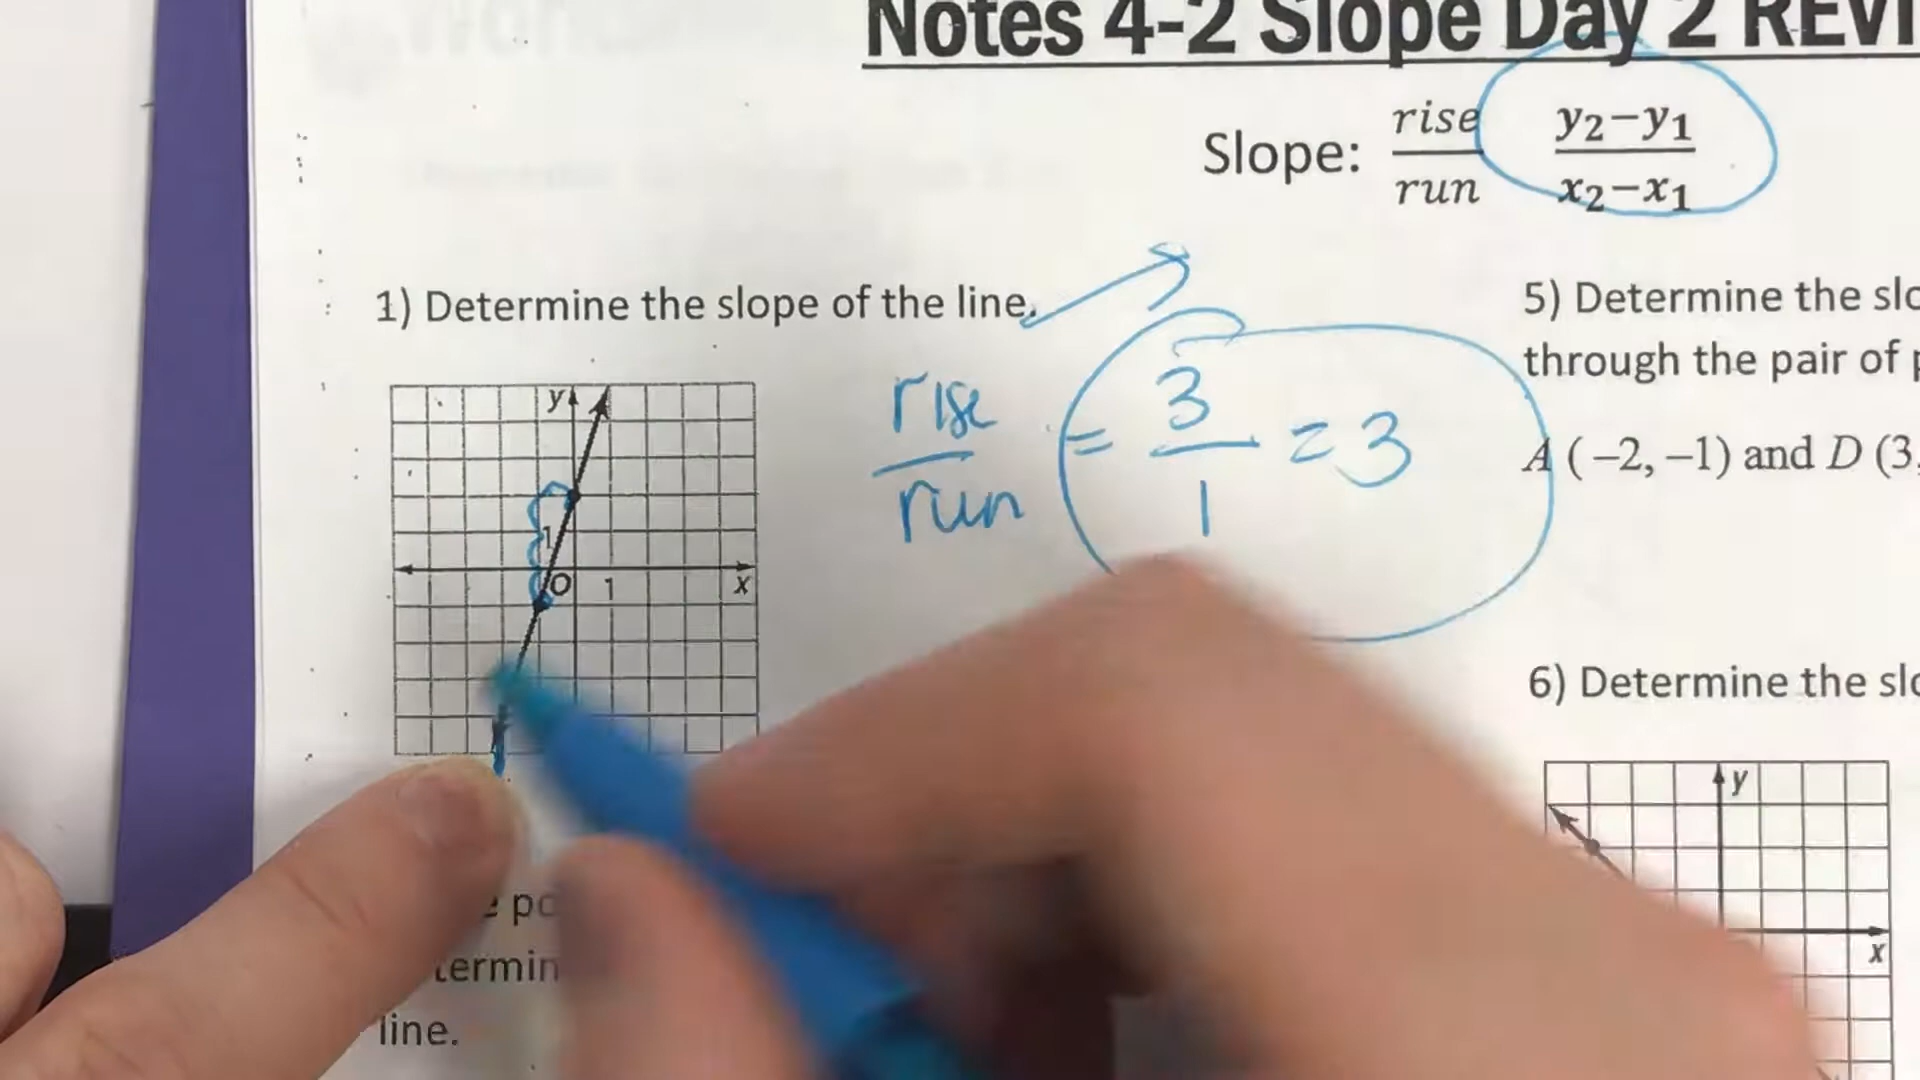 Notes 4-2 Slope Day 2
Slope: rise/run y₂−y₁/x₂−x₁
1) Determine the slope of the line.
y
1
O 1 x
rise/run = 3/1 = 3
line.
5) Determine the
through the pair of
A (−2, −1) and D (3,
6) Determine the
y
x